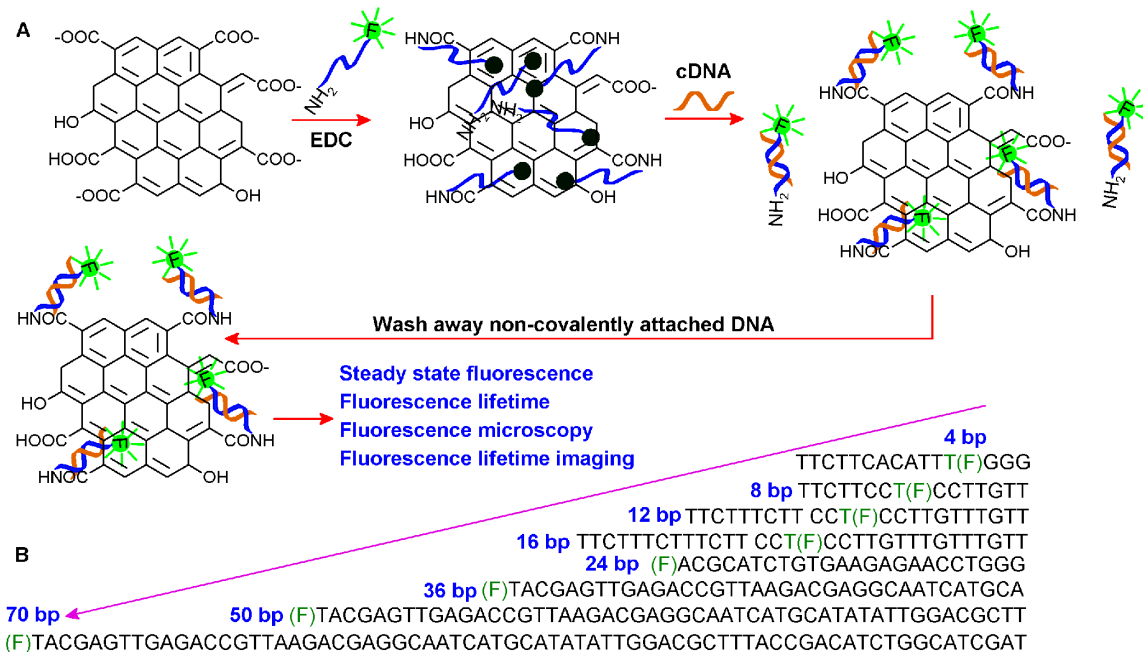 A
-OOC
COO-
COO-
HO
HOOC
COO-
-OOC
OH
F
NH2
EDC
HNOC
CONH
COO-
NH2
NH2
HO
HOOC
CONH
HNOC
OH
cDNA
F
F
HNOC
CONH
F
NH2
F
COO-
F
NH2
HO
HOOC
F
CONH
HNOC
OH
F
F
HNOC
CONH
COO-
F
HO
HOOC
F
CONH
HNOC
OH
Wash away non-covalently attached DNA
Steady state fluorescence
Fluorescence lifetime
Fluorescence microscopy
Fluorescence lifetime imaging
B
4 bp
TTCTTCACATTT(F)GGG
8 bp TTCTTCCT(F)CCTTGTT
12 bp TTCTTTCTT CCT(F)CCTTGTTTGTT
16 bp TTCTTTCTTTCTT CCT(F)CCTTGTTTGTTTGTT
24 bp (F)ACGCATCTGTGAAGAGAACCTGGG
36 bp (F)TACGAGTTGAGACCGTTAAGACGAGGCAATCATGCA
50 bp (F)TACGAGTTGAGACCGTTAAGACGAGGCAATCATGCATATATTGGACGCTT
70 bp
(F)TACGAGTTGAGACCGTTAAGACGAGGCAATCATGCATATATTGGACGCTTTACCGACATCTGGCATCGAT